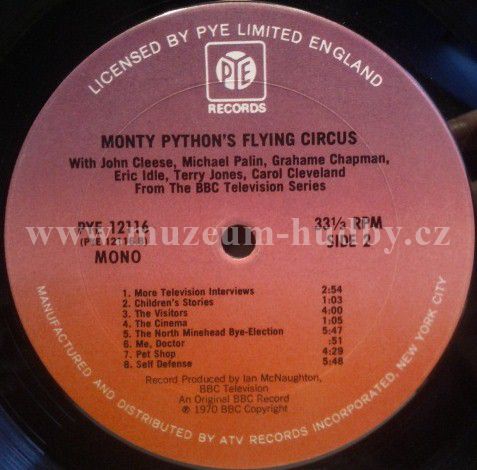 LICENSED BY PYE LIMITED ENGLAND
PYE
RECORDS
MONTY PYTHON'S FLYING CIRCUS
With John Cleese, Michael Palin, Grahame Chapman,
Eric Idle, Terry Jones, Carol Cleveland
From The BBC Television Series
PYE 12116 33⅓ RPM
(PYE 12116-B) SIDE 2
MONO
www.muzeum-hudby.cz
1. More Television Interviews 2:54
2. Children's Stories 1:03
3. The Visitors 4:00
4. The Cinema 1:05
5. The North Minehead Bye-Election 5:47
6. Me, Doctor :51
7. Pet Shop 4:29
8. Self Defense 5:48
Record Produced by Ian McNaughton,
BBC Television
An Original BBC Record
℗ 1970 BBC Copyright
MANUFACTURED AND DISTRIBUTED BY ATV RECORDS INCORPORATED, NEW YORK CITY